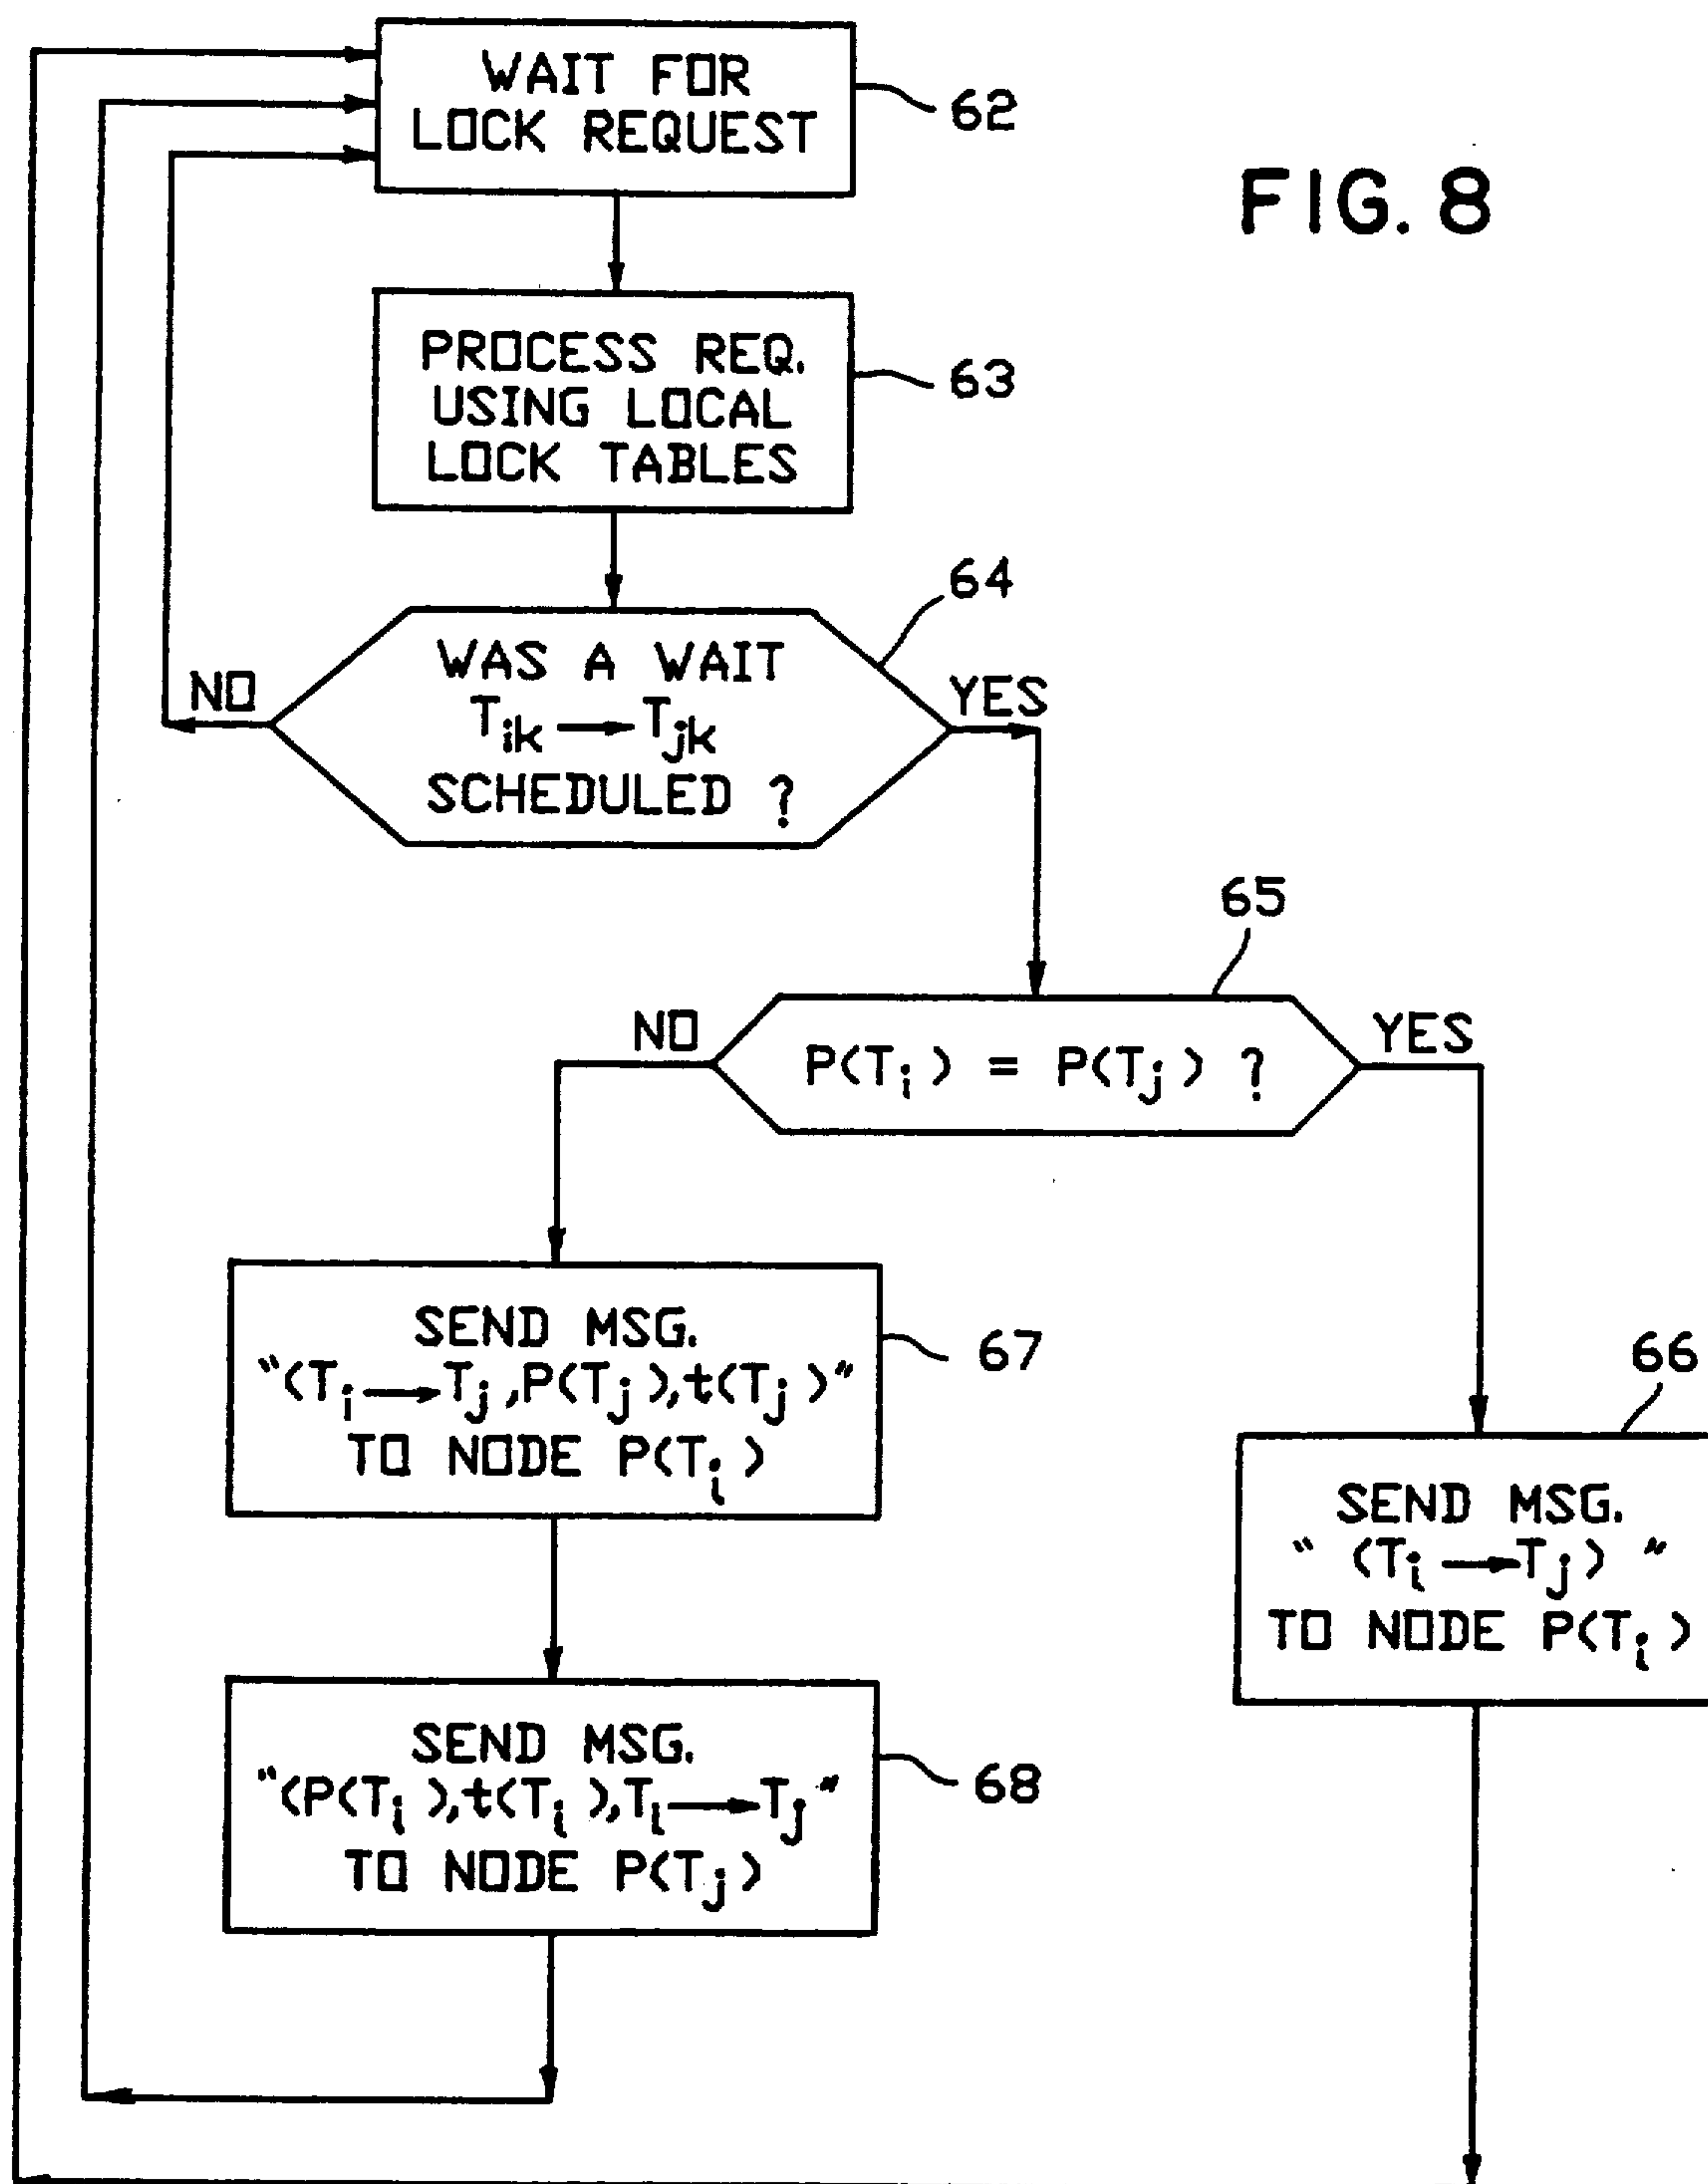 WAIT FOR
LOCK REQUEST
62
FIG. 8
PROCESS REQ.
USING LOCAL
LOCK TABLES
63
64
WAS A WAIT
Tik → Tjk
SCHEDULED ?
NO
YES
65
P(Ti) = P(Tj) ?
NO
YES
SEND MSG.
"(Ti → Tj, P(Tj), t(Tj)"
TO NODE P(Ti)
67
66
SEND MSG.
" (Ti → Tj) "
TO NODE P(Ti)
SEND MSG.
"(P(Ti), t(Ti), Ti → Tj"
TO NODE P(Tj)
68